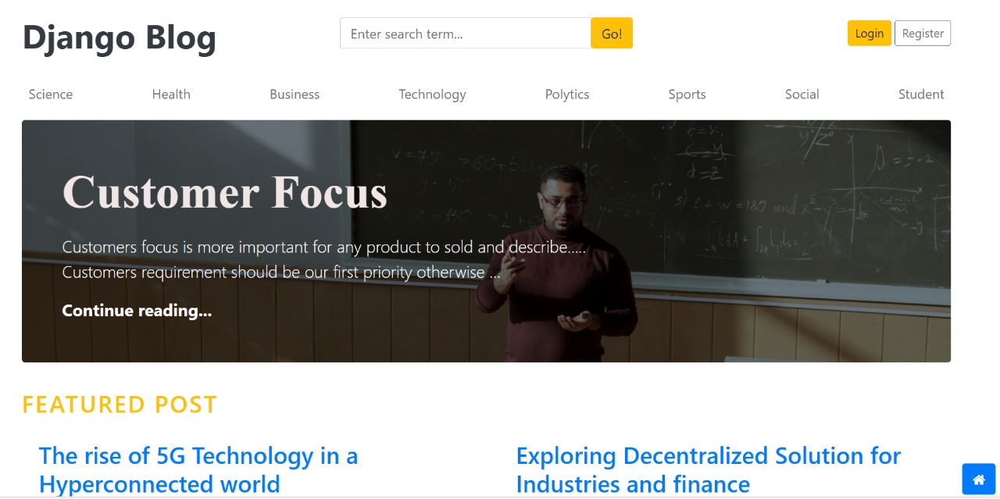 Django Blog
Enter search term...
Go!
Login
Register
Science
Health
Business
Technology
Polytics
Sports
Social
Student
Customer Focus
Customers focus is more important for any product to sold and describe.....
Customers requirement should be our first priority otherwise ...
Continue reading...
FEATURED POST
The rise of 5G Technology in a
Hyperconnected world
Exploring Decentralized Solution for
Industries and finance